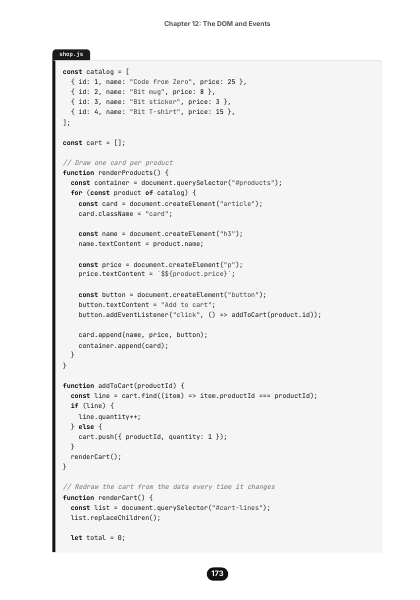 Chapter 12: The DOM and Events
shop.js
const catalog = [
  { id: 1, name: "Code from Zero", price: 25 },
  { id: 2, name: "Bit mug", price: 8 },
  { id: 3, name: "Bit sticker", price: 3 },
  { id: 4, name: "Bit T-shirt", price: 15 },
];

const cart = [];

// Draw one card per product
function renderProducts() {
  const container = document.querySelector("#products");
  for (const product of catalog) {
    const card = document.createElement("article");
    card.className = "card";

    const name = document.createElement("h3");
    name.textContent = product.name;

    const price = document.createElement("p");
    price.textContent = `$${product.price}`;

    const button = document.createElement("button");
    button.textContent = "Add to cart";
    button.addEventListener("click", () => addToCart(product.id));

    card.append(name, price, button);
    container.append(card);
  }
}

function addToCart(productId) {
  const line = cart.find((item) => item.productId === productId);
  if (line) {
    line.quantity++;
  } else {
    cart.push({ productId, quantity: 1 });
  }
  renderCart();
}

// Redraw the cart from the data every time it changes
function renderCart() {
  const list = document.querySelector("#cart-lines");
  list.replaceChildren();

  let total = 0;
173